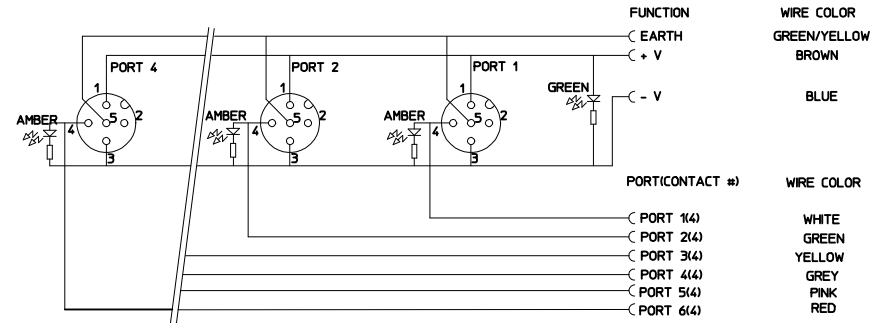 FUNCTION WIRE COLOR
EARTH GREEN/YELLOW
+ V BROWN
PORT 4 PORT 2 PORT 1
1 1 1 GREEN - V BLUE
AMBER 4 5 2 AMBER 4 5 2 AMBER 4 5 2
3 3 3
PORT(CONTACT #) WIRE COLOR
PORT 1(4) WHITE
PORT 2(4) GREEN
PORT 3(4) YELLOW
PORT 4(4) GREY
PORT 5(4) PINK
PORT 6(4) RED